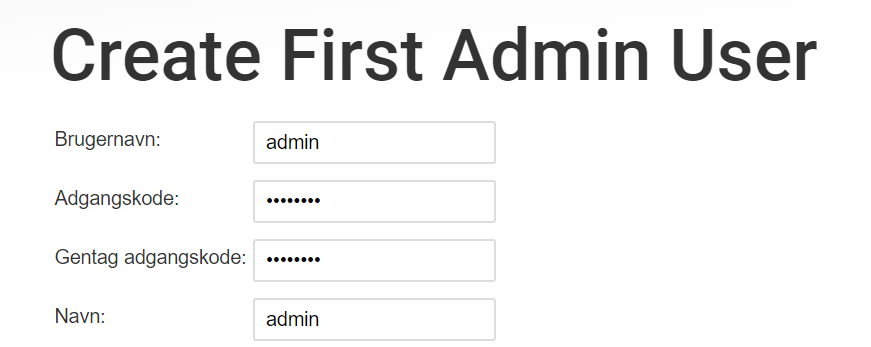 Create First Admin User
Brugernavn: admin
Adgangskode: ••••••••
Gentag adgangskode: ••••••••
Navn: admin